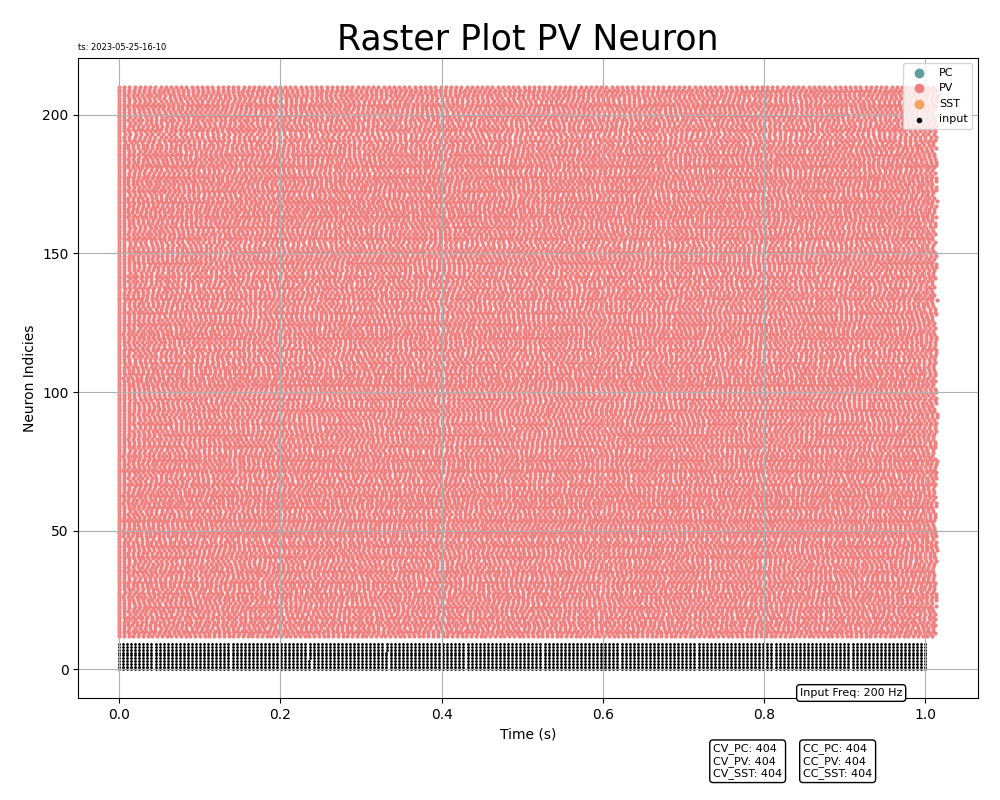 Raster Plot PV Neuron
ts: 2023-05-25-16-10
PC
PV
SST
input
200
150
100
50
0
Neuron Indicies
0.0 0.2 0.4 0.6 0.8 1.0
Time (s)
Input Freq: 200 Hz
CV_PC: 404
CV_PV: 404
CV_SST: 404
CC_PC: 404
CC_PV: 404
CC_SST: 404